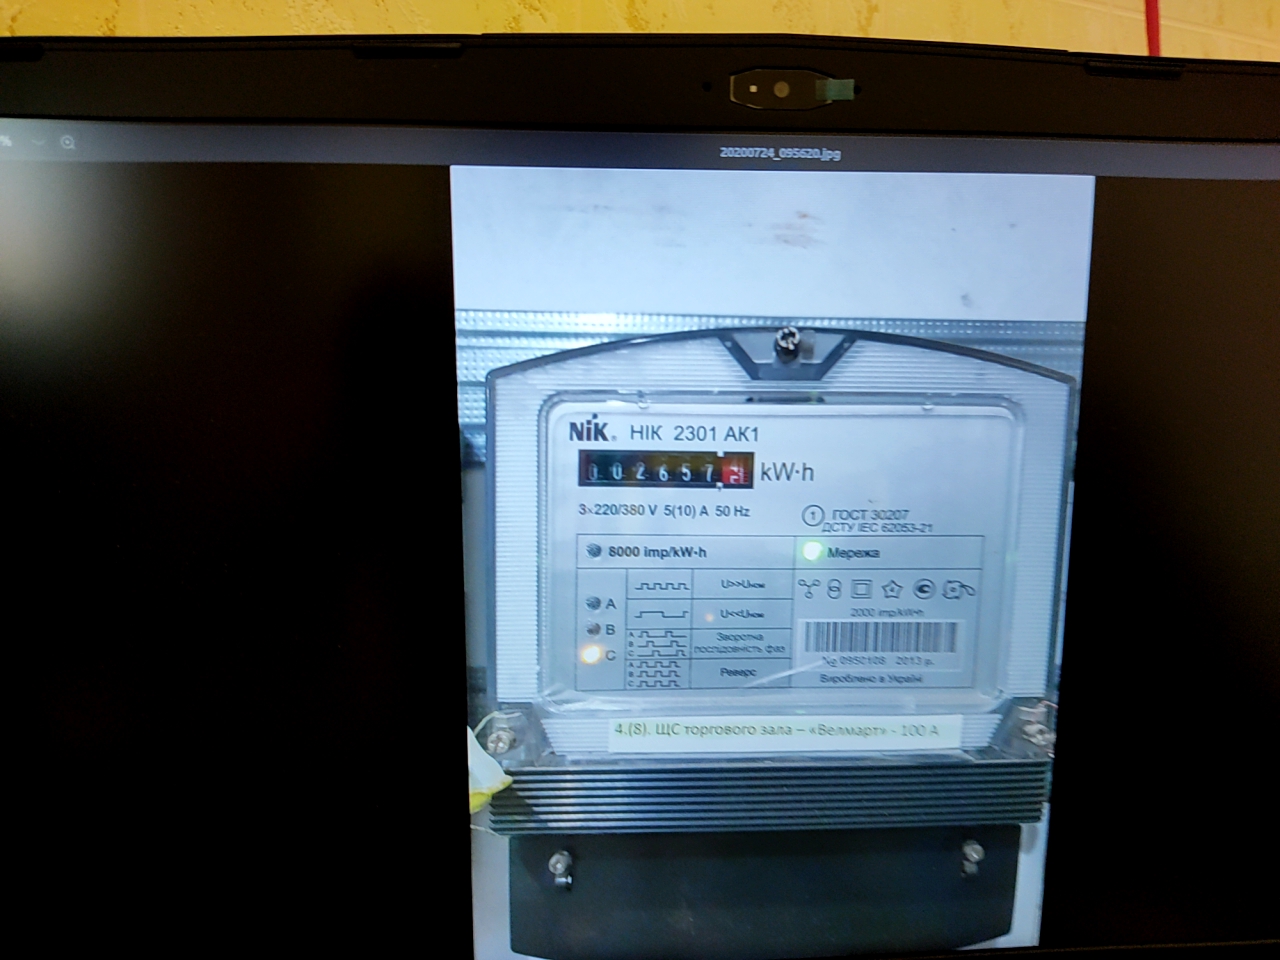 %
20200724_095620.jpg
NiK® НІК 2301 АК1
002657 kW·h
3×220/380 V 5(10) A 50 Hz
1 ГОСТ 30207
ДСТУ IEC 62053-21
8000 imp/kW·h
Мережа
U>>Uном
A
2000 imp/kW·h
U<<Uном
B
A
B
C
Зворотна
послідовність фаз
C
№ 0950108 2013 р.
A
B
C
Реверс
Вироблено в Україні
4.(8). ЩС торгового зала – «Велмарт» - 100 А